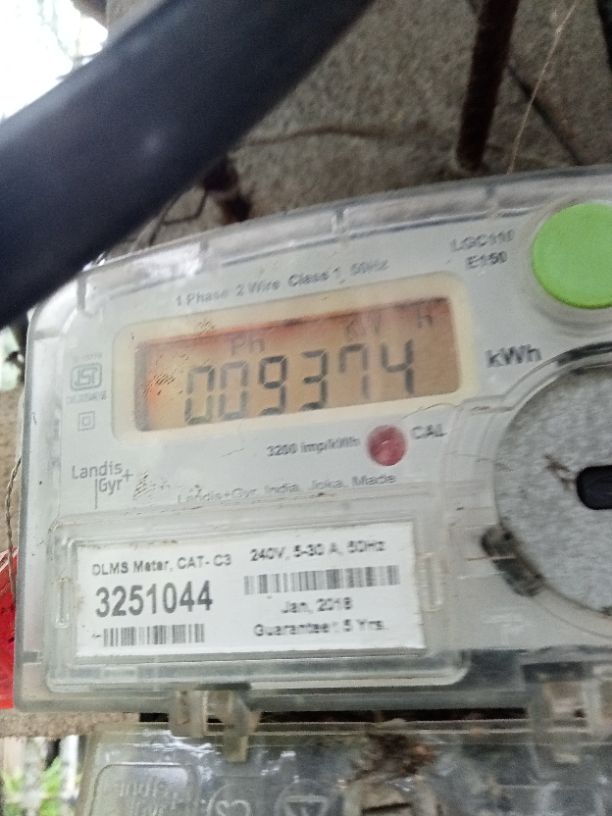 LGC110
E150
1 Phase 2 Wire Class 1, 50Hz
Ph KW H
009374
kWh
3200 imp/kWh
CAL
Landis
Gyr+
Landis+Gyr, India, Joka, Made
DLMS Meter, CAT- C3
240V, 5-30 A, 50Hz
3251044
Jan, 2018
Guarantee: 5 Yrs.